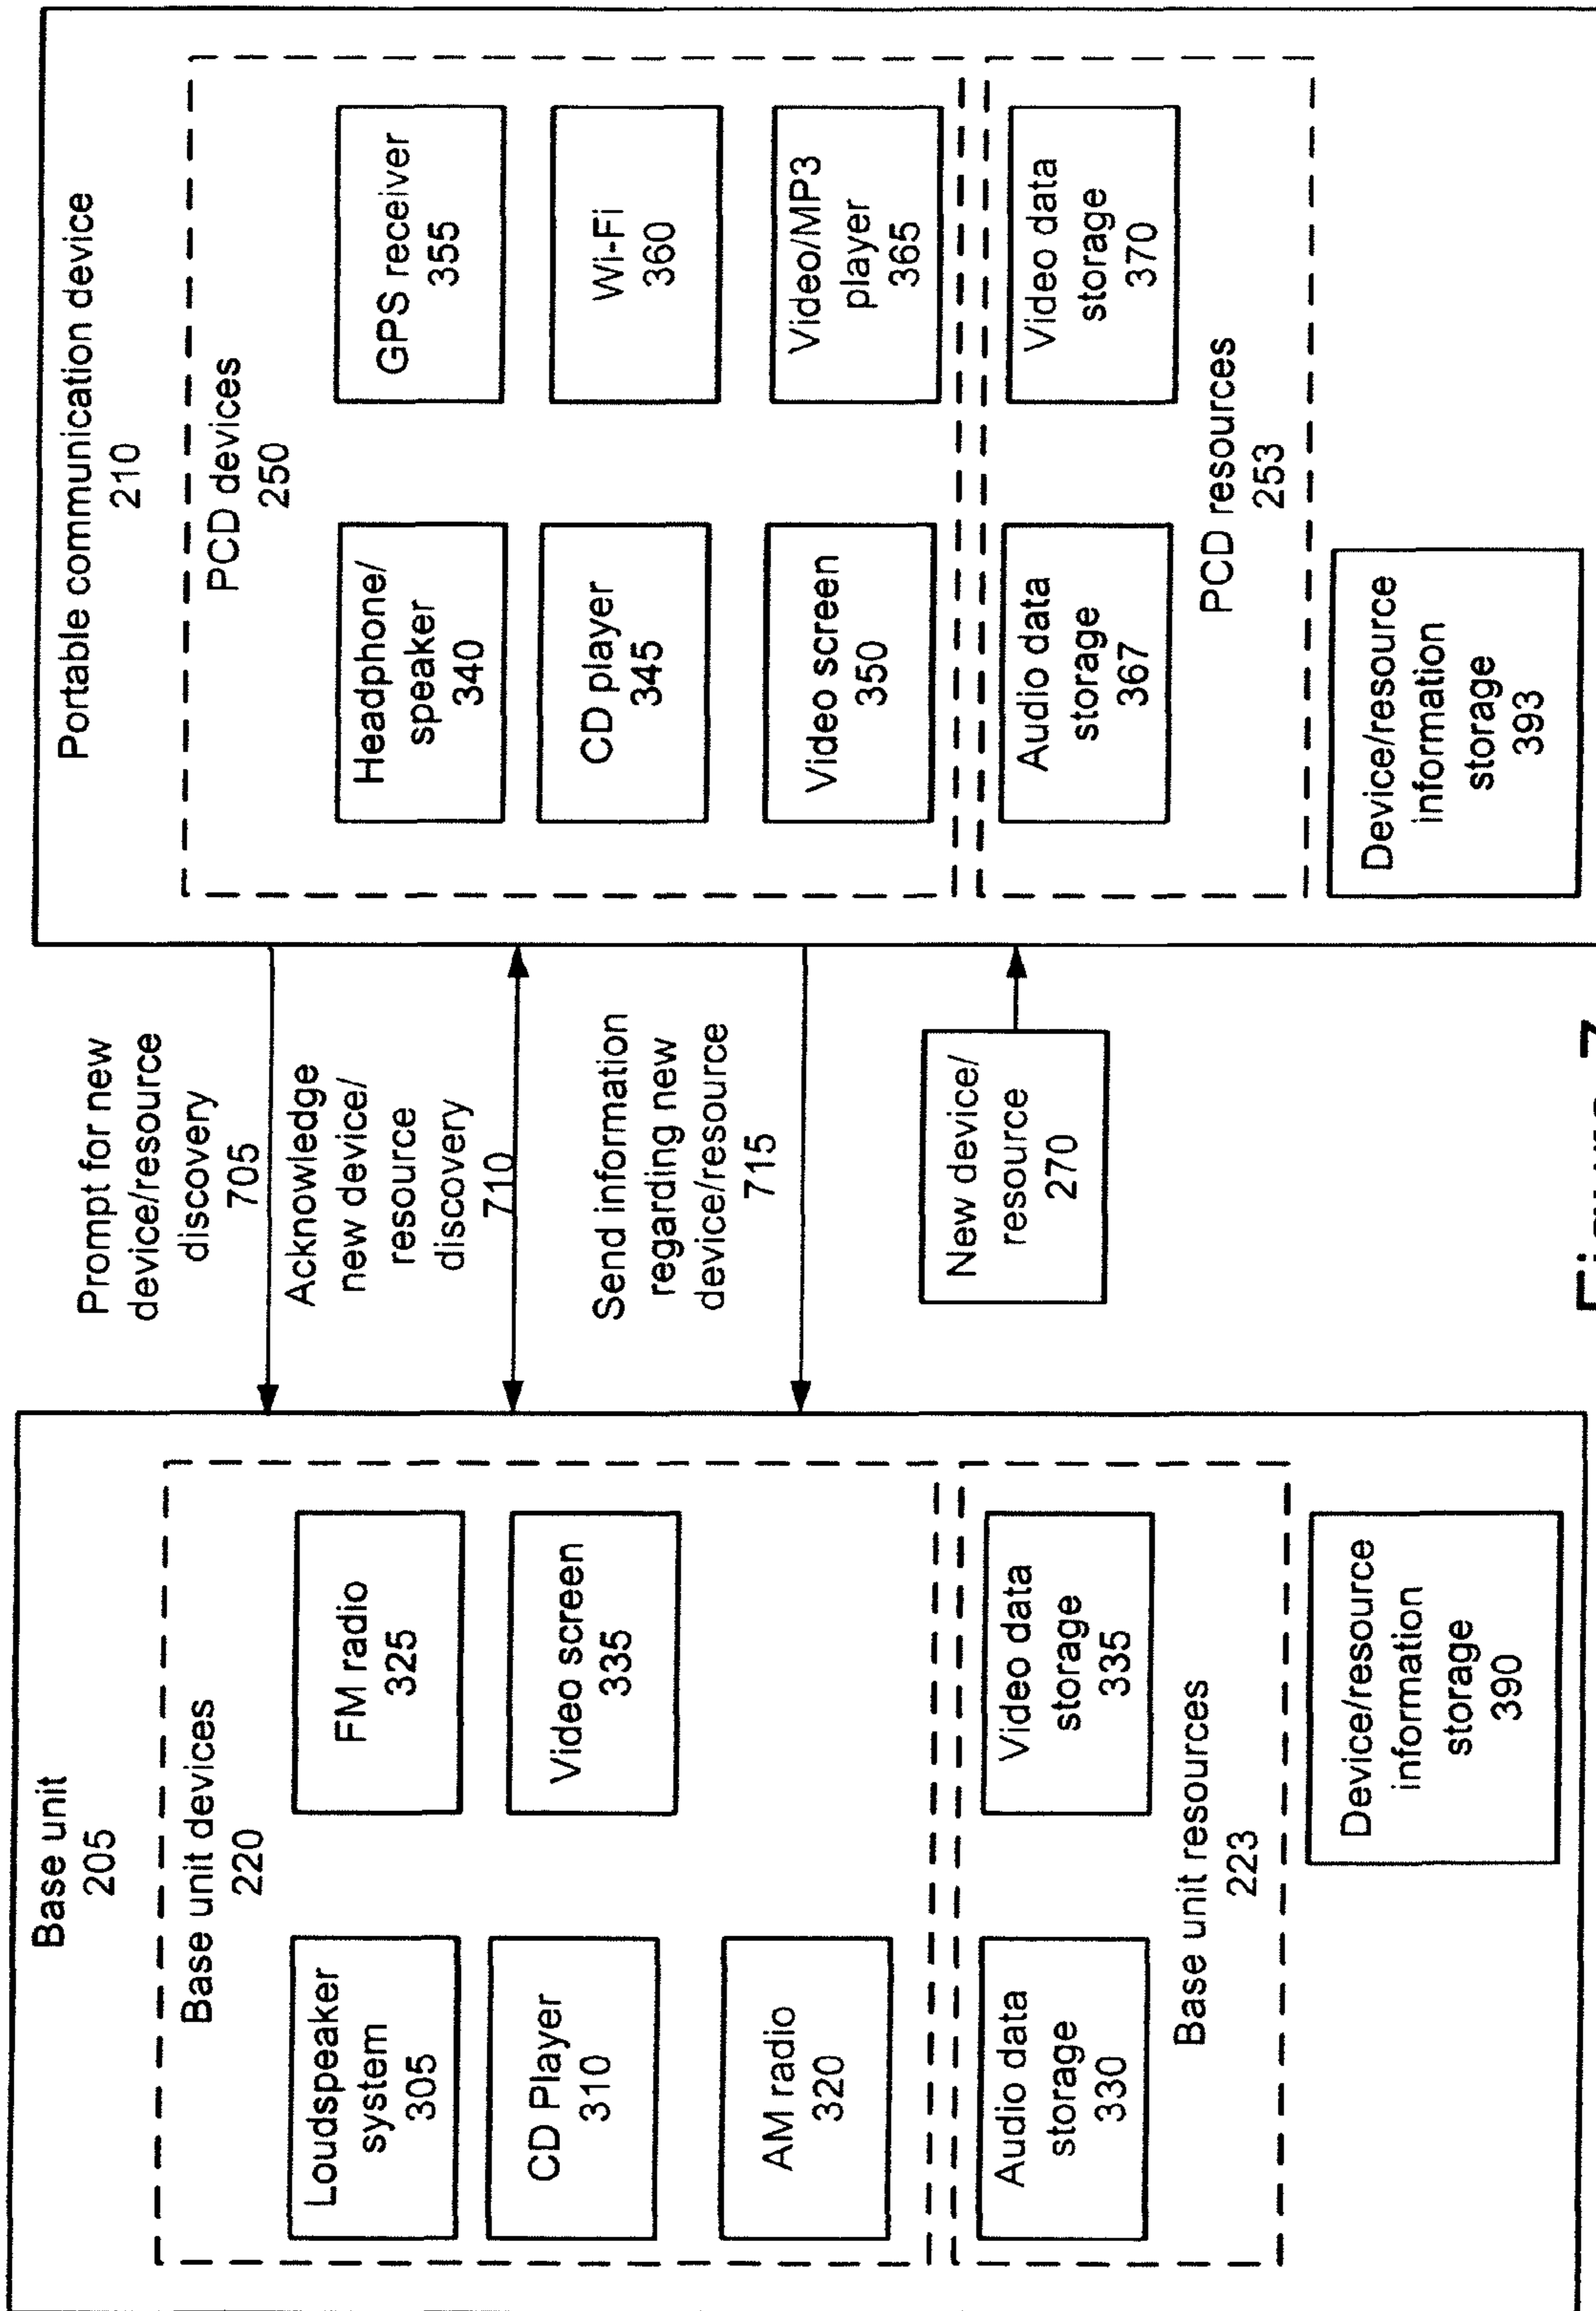 Base unit
205
Base unit devices
220
Loudspeaker
system
305
FM radio
325
CD Player
310
Video screen
335
AM radio
320
Audio data
storage
330
Video data
storage
335
Base unit resources
223
Device/resource
information
storage
390
Prompt for new
device/resource
discovery
705
Acknowledge
new device/
resource
discovery
710
Send information
regarding new
device/resource
715
New device/
resource
270
Portable communication device
210
PCD devices
250
Headphone/
speaker
340
GPS receiver
355
CD player
345
Wi-Fi
360
Video screen
350
Video/MP3
player
365
Audio data
storage
367
Video data
storage
370
PCD resources
253
Device/resource
information
storage
393